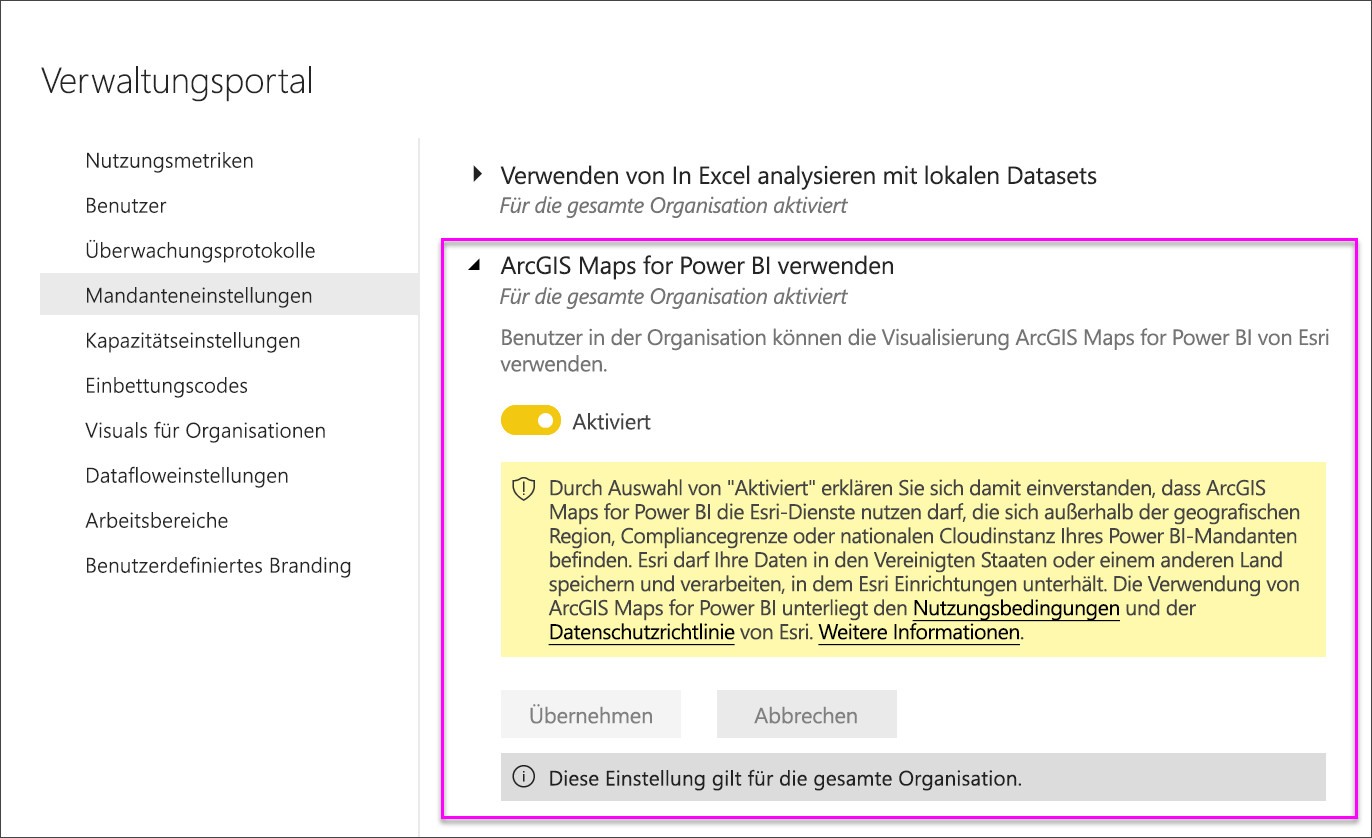 Verwaltungsportal
Nutzungsmetriken
Benutzer
Überwachungsprotokolle
Mandanteneinstellungen
Kapazitätseinstellungen
Einbettungscodes
Visuals für Organisationen
Datafloweinstellungen
Arbeitsbereiche
Benutzerdefiniertes Branding
Verwenden von In Excel analysieren mit lokalen Datasets
Für die gesamte Organisation aktiviert
ArcGIS Maps for Power BI verwenden
Für die gesamte Organisation aktiviert
Benutzer in der Organisation können die Visualisierung ArcGIS Maps for Power BI von Esri
verwenden.
Aktiviert
Durch Auswahl von "Aktiviert" erklären Sie sich damit einverstanden, dass ArcGIS
Maps for Power BI die Esri-Dienste nutzen darf, die sich außerhalb der geografischen
Region, Compliancegrenze oder nationalen Cloudinstanz Ihres Power BI-Mandanten
befinden. Esri darf Ihre Daten in den Vereinigten Staaten oder einem anderen Land
speichern und verarbeiten, in dem Esri Einrichtungen unterhält. Die Verwendung von
ArcGIS Maps for Power BI unterliegt den Nutzungsbedingungen und der
Datenschutzrichtlinie von Esri. Weitere Informationen.
Übernehmen
Abbrechen
Diese Einstellung gilt für die gesamte Organisation.